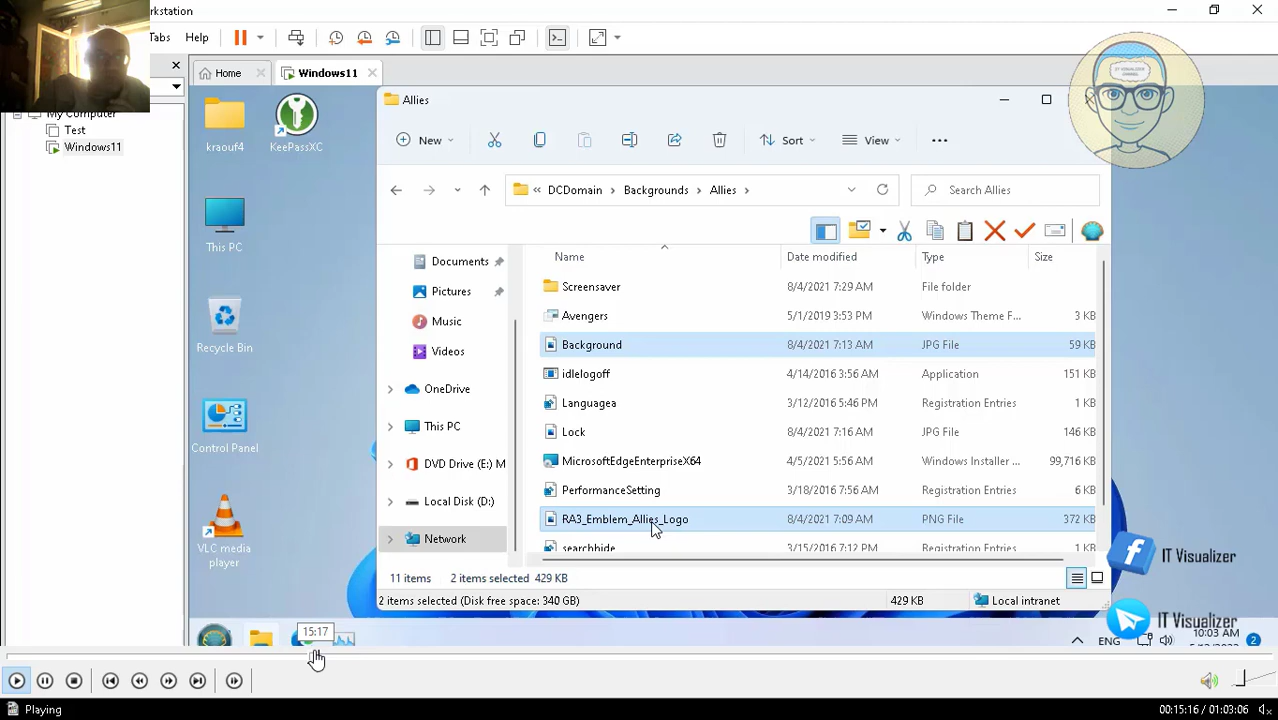 rkstation
Tabs Help
Home
Windows11
My Computer
Test
Windows11
kraouf4
KeePassXC
This PC
Recycle Bin
Control Panel
VLC media
player
Allies
New
Sort
View
DCDomain
Backgrounds
Allies
Search Allies
Documents
Pictures
Music
Videos
OneDrive
This PC
DVD Drive (E:) M
Local Disk (D:)
Network
Name Date modified Type Size
Screensaver 8/4/2021 7:29 AM File folder
Avengers 5/1/2019 3:53 PM Windows Theme F... 3 KB
Background 8/4/2021 7:13 AM JPG File 59 KB
idlelogoff 4/14/2016 3:56 AM Application 151 KB
Languagea 3/12/2016 5:46 PM Registration Entries 1 KB
Lock 8/4/2021 7:16 AM JPG File 146 KB
MicrosoftEdgeEnterpriseX64 4/5/2021 5:56 AM Windows Installer ... 99,716 KB
PerformanceSetting 3/18/2016 7:56 AM Registration Entries 6 KB
RA3_Emblem_Allies_Logo 8/4/2021 7:09 AM PNG File 372 KB
searchhide 3/15/2016 7:12 PM Registration Entries 1 KB
11 items 2 items selected 429 KB
2 items selected (Disk free space: 340 GB) 429 KB Local intranet
IT VISUALIZER
CHANNEL
IT Visualizer
IT Visualizer
15:17
ENG
10:03 AM
2
Playing
00:15:16 / 01:03:06